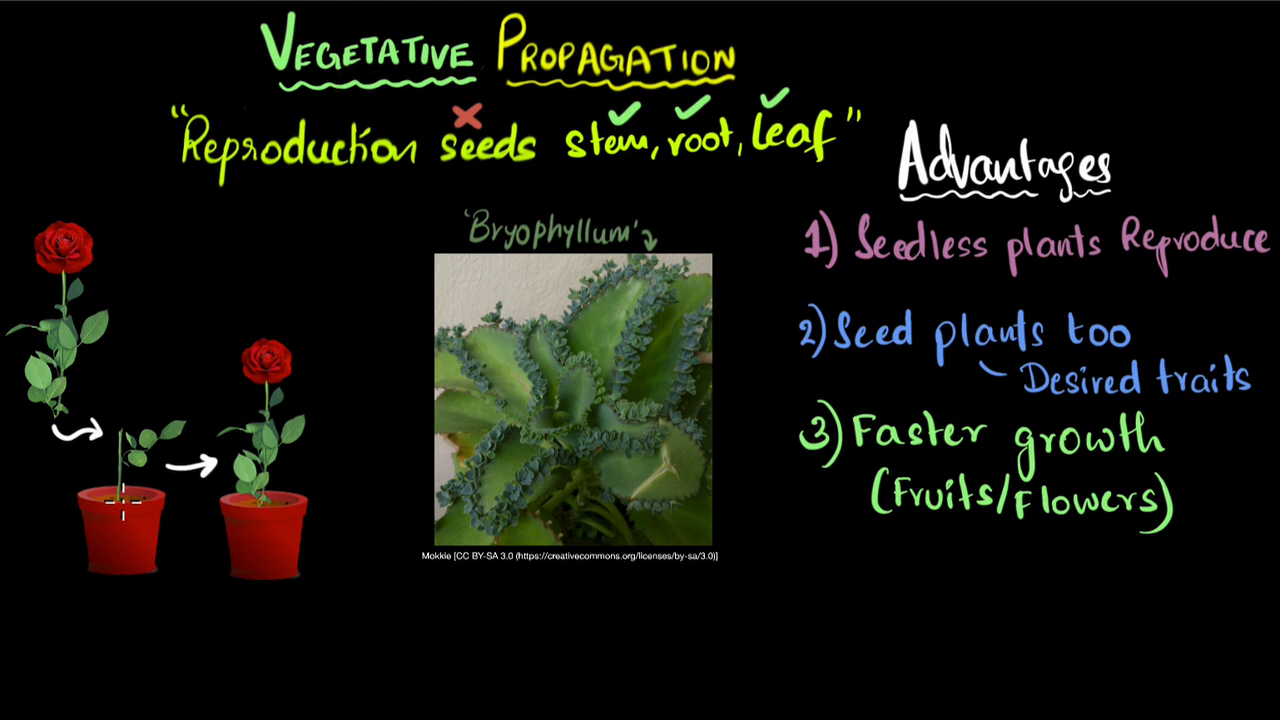 VEGETATIVE PROPAGATION
"Reproduction seeds stem, root, leaf"
Advantages
'Bryophyllum'
1) Seedless plants Reproduce
2) Seed plants too
Desired traits
3) Faster growth
(Fruits/Flowers)
Mokkie [CC BY-SA 3.0 (https://creativecommons.org/licenses/by-sa/3.0)]